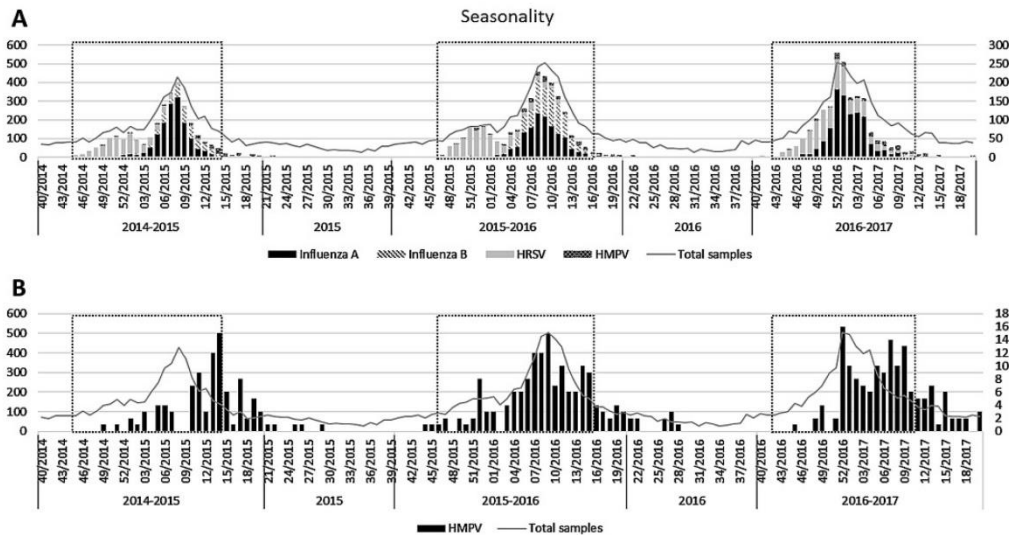 A
Seasonality
600 500 400 300 200 100 0
300 250 200 150 100 50 0
40/2014 43/2014 46/2014 49/2014 52/2014 03/2015 06/2015 09/2015 12/2015 15/2015 18/2015 21/2015 24/2015 27/2015 30/2015 33/2015 36/2015 39/2015 42/2015 45/2015 48/2015 51/2015 01/2016 04/2016 07/2016 10/2016 13/2016 16/2016 19/2016 22/2016 25/2016 28/2016 31/2016 34/2016 37/2016 40/2016 43/2016 46/2016 49/2016 52/2016 03/2017 06/2017 09/2017 12/2017 15/2017 18/2017
2014-2015 2015 2015-2016 2016 2016-2017
Influenza A Influenza B HRSV HMPV Total samples
B
600 500 400 300 200 100 0
18 16 14 12 10 8 6 4 2 0
40/2014 43/2014 46/2014 49/2014 52/2014 03/2015 06/2015 09/2015 12/2015 15/2015 18/2015 21/2015 24/2015 27/2015 30/2015 33/2015 36/2015 39/2015 42/2015 45/2015 48/2015 51/2015 01/2016 04/2016 07/2016 10/2016 13/2016 16/2016 19/2016 22/2016 25/2016 28/2016 31/2016 34/2016 37/2016 40/2016 43/2016 46/2016 49/2016 52/2016 03/2017 06/2017 09/2017 12/2017 15/2017 18/2017
2014-2015 2015 2015-2016 2016 2016-2017
HMPV Total samples